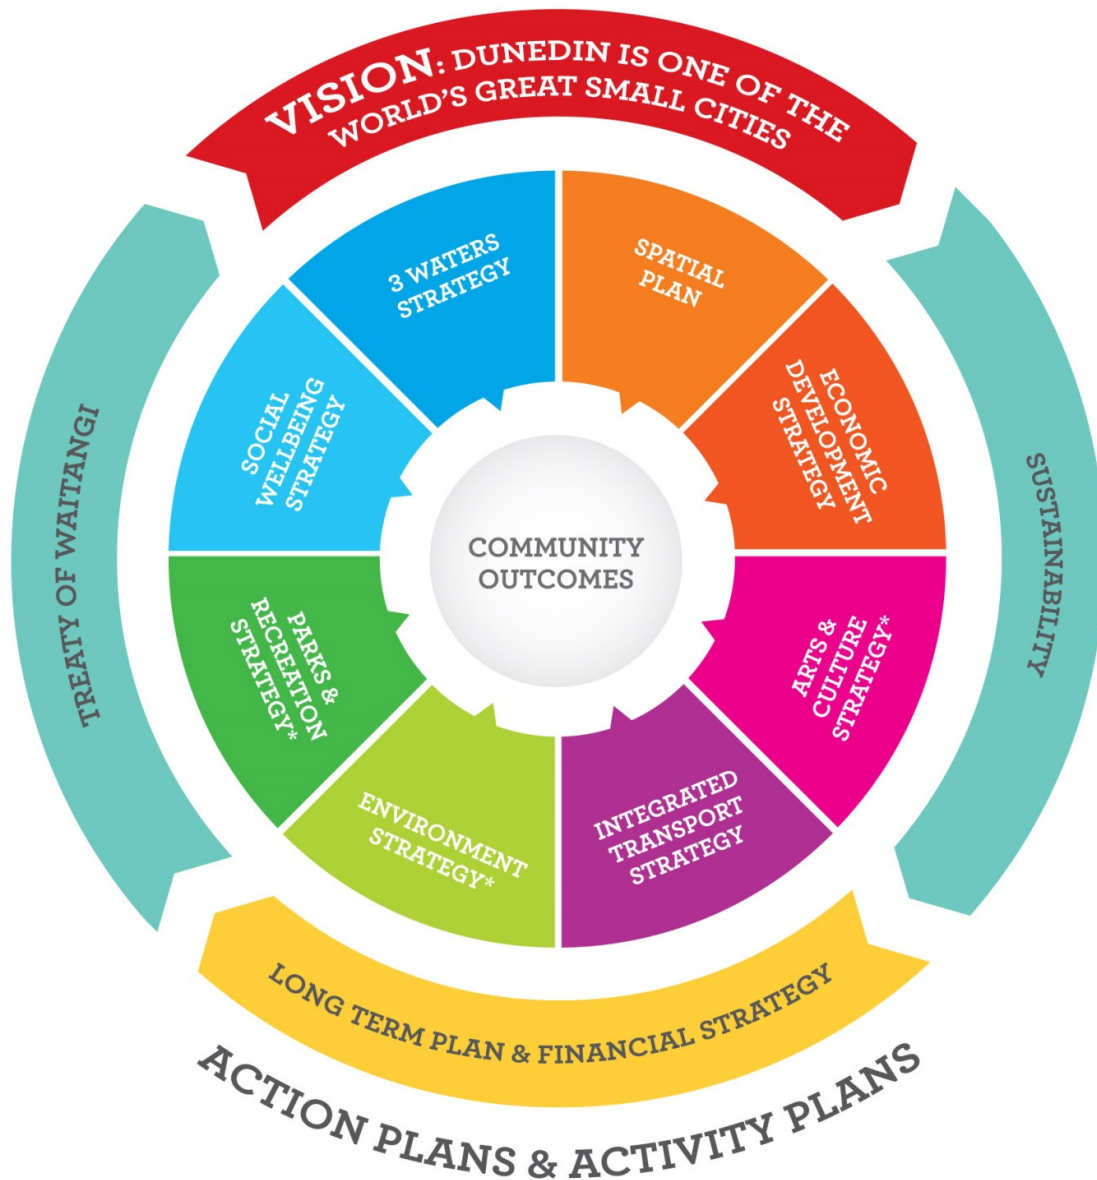 VISION: DUNEDIN IS ONE OF THE
WORLD'S GREAT SMALL CITIES
3 WATERS
STRATEGY
SPATIAL
PLAN
ECONOMIC
DEVELOPMENT
STRATEGY
ARTS &
CULTURE
STRATEGY*
INTEGRATED
TRANSPORT
STRATEGY
ENVIRONMENT
STRATEGY*
PARKS &
RECREATION
STRATEGY*
SOCIAL
WELLBEING
STRATEGY
COMMUNITY
OUTCOMES
TREATY OF WAITANGI
SUSTAINABILITY
LONG TERM PLAN & FINANCIAL STRATEGY
ACTION PLANS & ACTIVITY PLANS